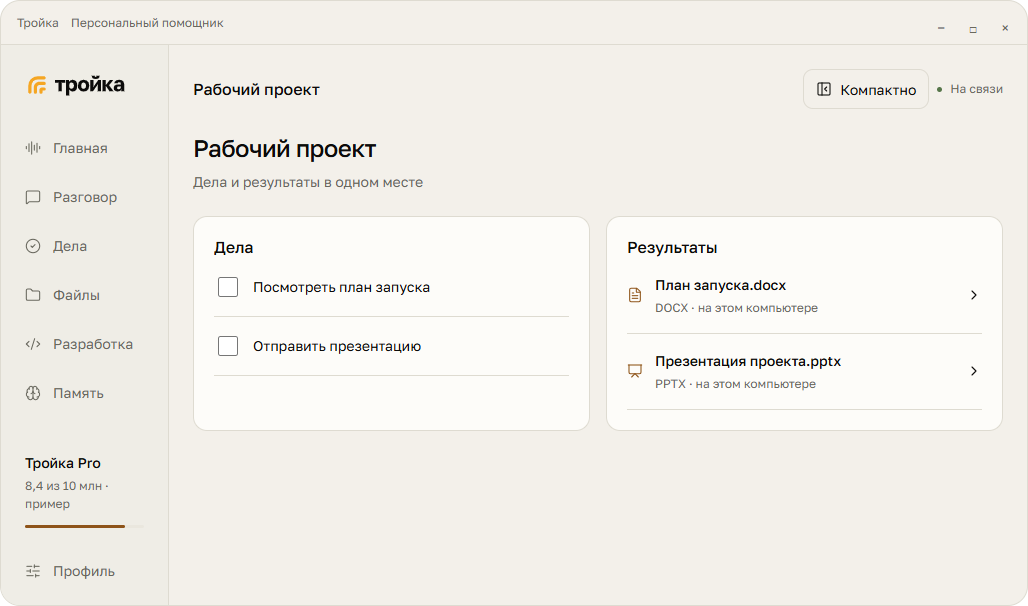 Тройка Персональный помощник
тройка
Главная
Разговор
Дела
Файлы
Разработка
Память
Тройка Pro
8,4 из 10 млн ·
пример
Профиль
Рабочий проект
Компактно
На связи
Рабочий проект
Дела и результаты в одном месте
Дела
Посмотреть план запуска
Отправить презентацию
Результаты
План запуска.docx
DOCX · на этом компьютере
Презентация проекта.pptx
PPTX · на этом компьютере